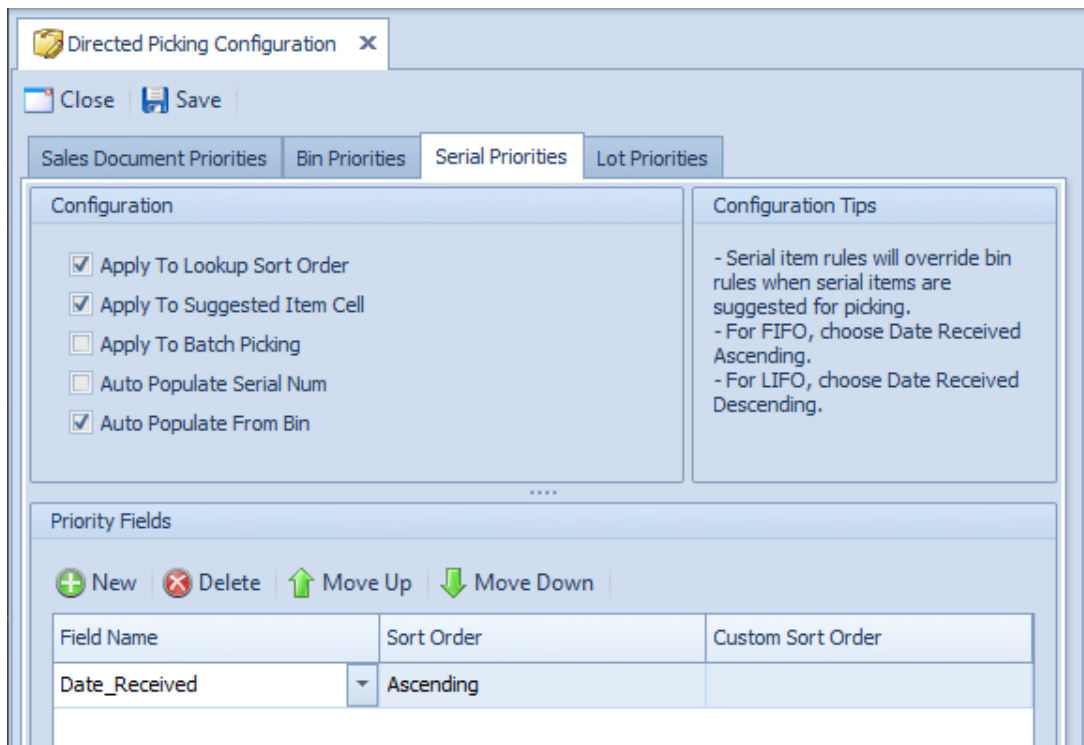 Directed Picking Configuration
Close Save
Sales Document Priorities Bin Priorities Serial Priorities Lot Priorities
Configuration
Apply To Lookup Sort Order
Apply To Suggested Item Cell
Apply To Batch Picking
Auto Populate Serial Num
Auto Populate From Bin
Configuration Tips
- Serial item rules will override bin
rules when serial items are
suggested for picking.
- For FIFO, choose Date Received
Ascending.
- For LIFO, choose Date Received
Descending.
Priority Fields
New Delete Move Up Move Down
Field Name Sort Order Custom Sort Order
Date_Received Ascending